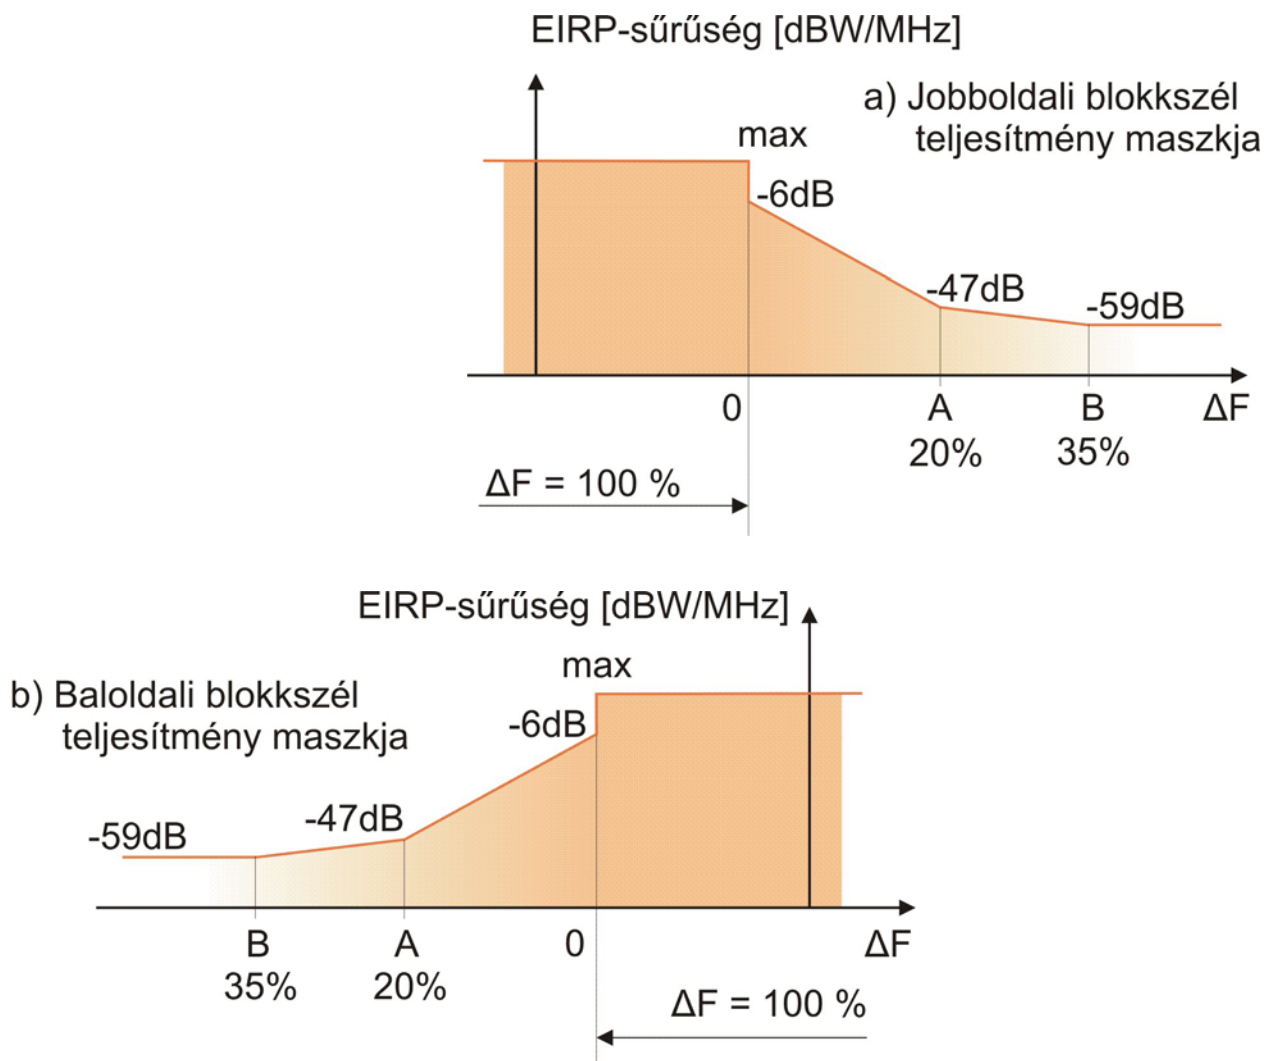 EIRP-sűrűség [dBW/MHz]
a) Jobboldali blokkszél
teljesítmény maszkja
max
-6dB
-47dB
-59dB
0
A
B
ΔF
20%
35%
ΔF = 100 %
EIRP-sűrűség [dBW/MHz]
b) Baloldali blokkszél
teljesítmény maszkja
max
-6dB
-47dB
-59dB
B
A
0
ΔF
35%
20%
ΔF = 100 %